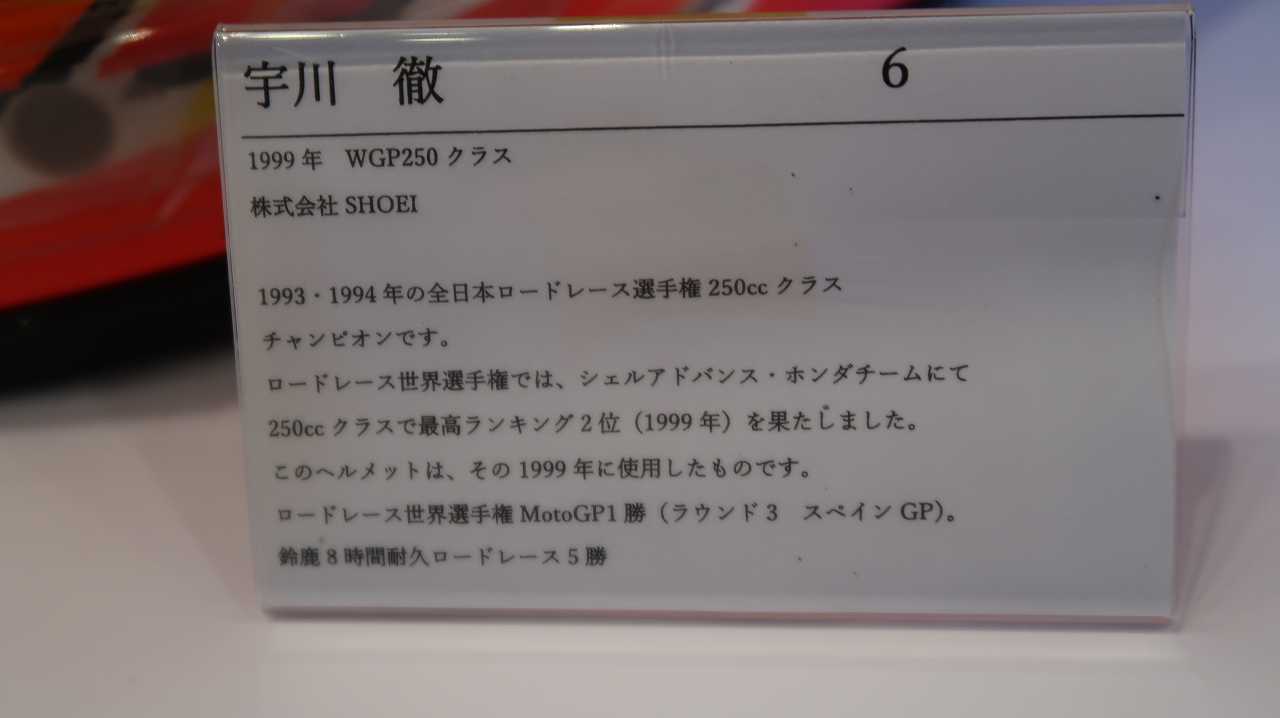 宇川　徹　6
1999 年　WGP250 クラス
株式会社 SHOEI
1993・1994 年の全日本ロードレース選手権 250cc クラス
チャンピオンです。
ロードレース世界選手権では、シェルアドバンス・ホンダチームにて
250cc クラスで最高ランキング 2 位（1999 年）を果たしました。
このヘルメットは、その 1999 年に使用したものです。
ロードレース世界選手権 MotoGP1 勝（ラウンド 3　スペイン GP）。
鈴鹿 8 時間耐久ロードレース 5 勝